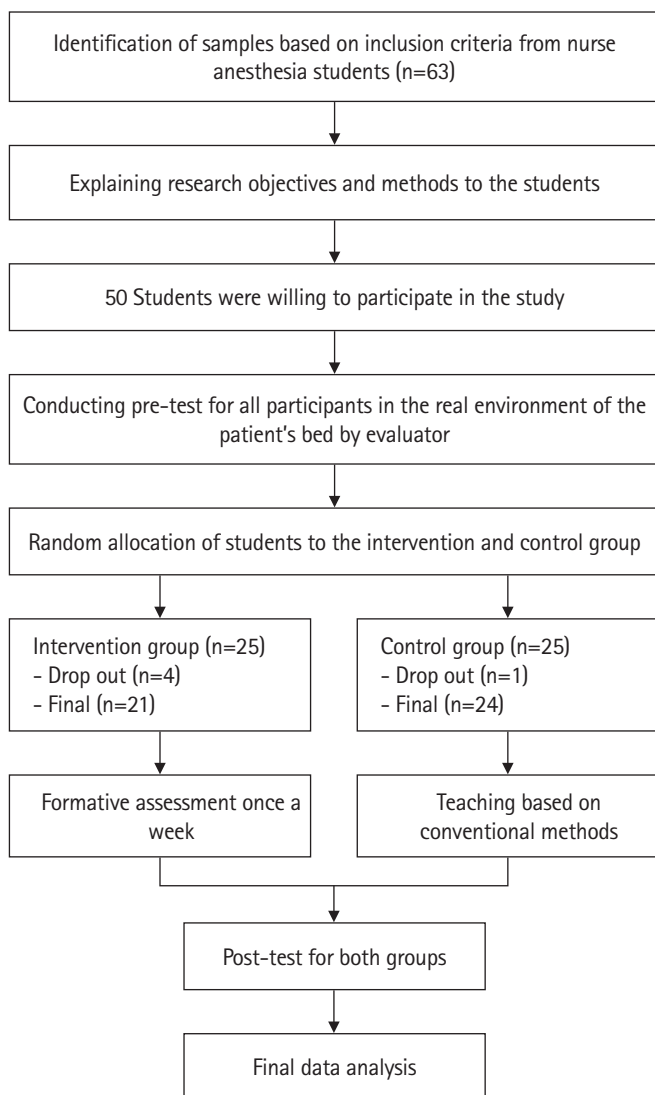 Identification of samples based on inclusion criteria from nurse
anesthesia students (n=63)
Explaining research objectives and methods to the students
50 Students were willing to participate in the study
Conducting pre-test for all participants in the real environment of the
patient's bed by evaluator
Random allocation of students to the intervention and control group
Intervention group (n=25)
- Drop out (n=4)
- Final (n=21)
Control group (n=25)
- Drop out (n=1)
- Final (n=24)
Formative assessment once a
week
Teaching based on
conventional methods
Post-test for both groups
Final data analysis